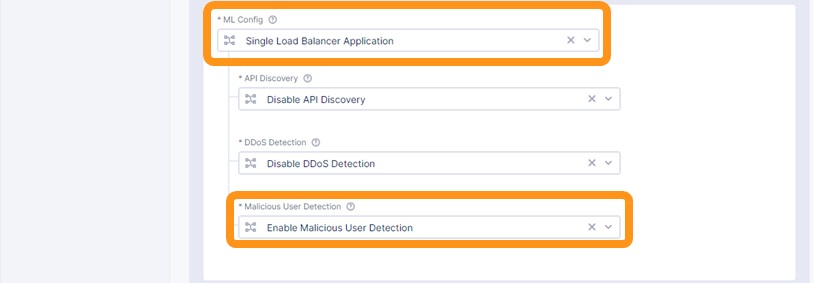 * ML Config
Single Load Balancer Application
* API Discovery
Disable API Discovery
* DDoS Detection
Disable DDoS Detection
* Malicious User Detection
Enable Malicious User Detection